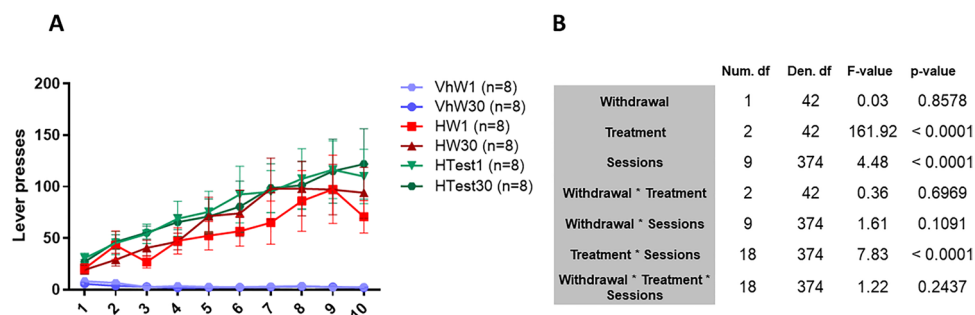 A
B
200
150
100
50
0
Lever presses
1 2 3 4 5 6 7 8 9 10
VhW1 (n=8)
VhW30 (n=8)
HW1 (n=8)
HW30 (n=8)
HTest1 (n=8)
HTest30 (n=8)
Num. df Den. df F-value p-value
Withdrawal 1 42 0.03 0.8578
Treatment 2 42 161.92 < 0.0001
Sessions 9 374 4.48 < 0.0001
Withdrawal * Treatment 2 42 0.36 0.6969
Withdrawal * Sessions 9 374 1.61 0.1091
Treatment * Sessions 18 374 7.83 < 0.0001
Withdrawal * Treatment *
Sessions 18 374 1.22 0.2437